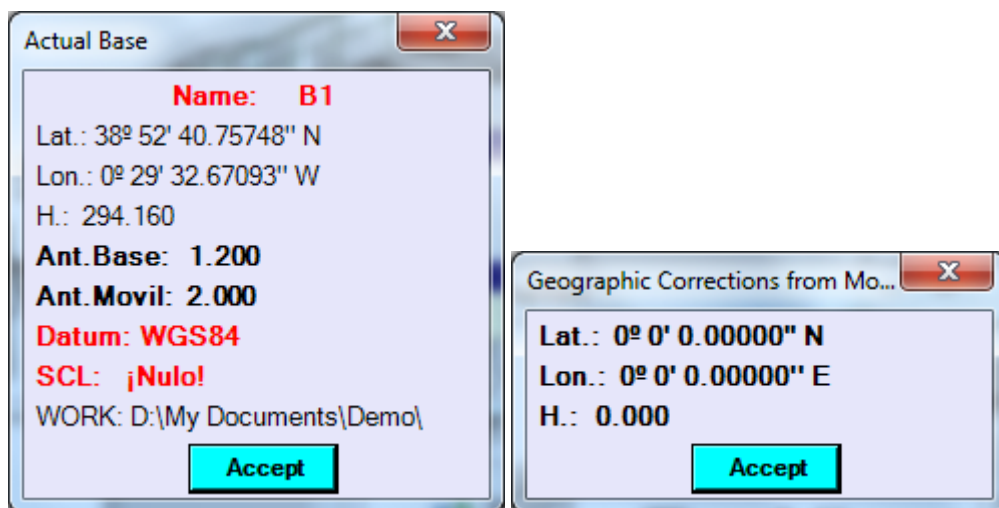 Actual Base
Name: B1
Lat.: 38º 52' 40.75748'' N
Lon.: 0º 29' 32.67093'' W
H.: 294.160
Ant.Base: 1.200
Ant.Movil: 2.000
Datum: WGS84
SCL: ¡Nulo!
WORK: D:\My Documents\Demo\
Accept
Geographic Corrections from Mo...
Lat.: 0º 0' 0.00000'' N
Lon.: 0º 0' 0.00000'' E
H.: 0.000
Accept